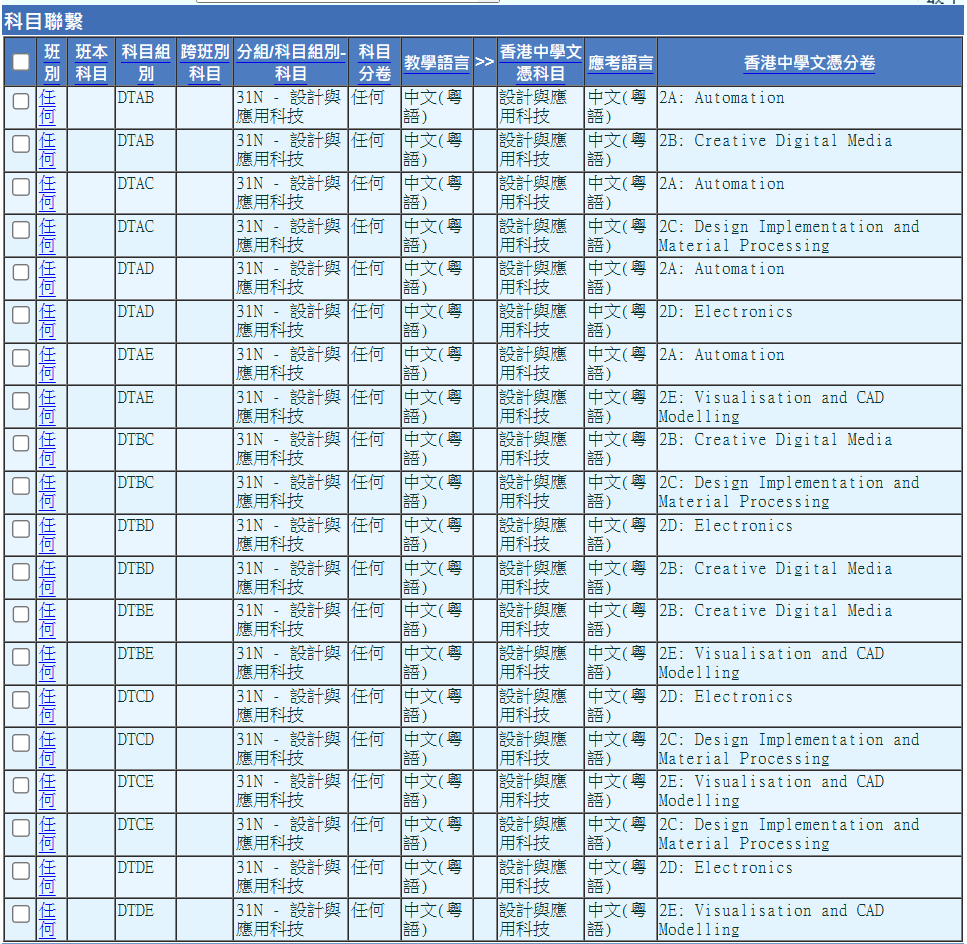 科目聯繫
班別 班本科目 科目組別 跨班別科目 分組/科目組別-科目 科目分卷 教學語言 >> 香港中學文憑科目 應考語言 香港中學文憑分卷
任何 DTAB 31N - 設計與應用科技 任何 中文(粵語) 設計與應用科技 中文(粵語) 2A: Automation
任何 DTAB 31N - 設計與應用科技 任何 中文(粵語) 設計與應用科技 中文(粵語) 2B: Creative Digital Media
任何 DTAC 31N - 設計與應用科技 任何 中文(粵語) 設計與應用科技 中文(粵語) 2A: Automation
任何 DTAC 31N - 設計與應用科技 任何 中文(粵語) 設計與應用科技 中文(粵語) 2C: Design Implementation and Material Processing
任何 DTAD 31N - 設計與應用科技 任何 中文(粵語) 設計與應用科技 中文(粵語) 2A: Automation
任何 DTAD 31N - 設計與應用科技 任何 中文(粵語) 設計與應用科技 中文(粵語) 2D: Electronics
任何 DTAE 31N - 設計與應用科技 任何 中文(粵語) 設計與應用科技 中文(粵語) 2A: Automation
任何 DTAE 31N - 設計與應用科技 任何 中文(粵語) 設計與應用科技 中文(粵語) 2E: Visualisation and CAD Modelling
任何 DTBC 31N - 設計與應用科技 任何 中文(粵語) 設計與應用科技 中文(粵語) 2B: Creative Digital Media
任何 DTBC 31N - 設計與應用科技 任何 中文(粵語) 設計與應用科技 中文(粵語) 2C: Design Implementation and Material Processing
任何 DTBD 31N - 設計與應用科技 任何 中文(粵語) 設計與應用科技 中文(粵語) 2D: Electronics
任何 DTBD 31N - 設計與應用科技 任何 中文(粵語) 設計與應用科技 中文(粵語) 2B: Creative Digital Media
任何 DTBE 31N - 設計與應用科技 任何 中文(粵語) 設計與應用科技 中文(粵語) 2B: Creative Digital Media
任何 DTBE 31N - 設計與應用科技 任何 中文(粵語) 設計與應用科技 中文(粵語) 2E: Visualisation and CAD Modelling
任何 DTCD 31N - 設計與應用科技 任何 中文(粵語) 設計與應用科技 中文(粵語) 2D: Electronics
任何 DTCD 31N - 設計與應用科技 任何 中文(粵語) 設計與應用科技 中文(粵語) 2C: Design Implementation and Material Processing
任何 DTCE 31N - 設計與應用科技 任何 中文(粵語) 設計與應用科技 中文(粵語) 2E: Visualisation and CAD Modelling
任何 DTCE 31N - 設計與應用科技 任何 中文(粵語) 設計與應用科技 中文(粵語) 2C: Design Implementation and Material Processing
任何 DTDE 31N - 設計與應用科技 任何 中文(粵語) 設計與應用科技 中文(粵語) 2D: Electronics
任何 DTDE 31N - 設計與應用科技 任何 中文(粵語) 設計與應用科技 中文(粵語) 2E: Visualisation and CAD Modelling